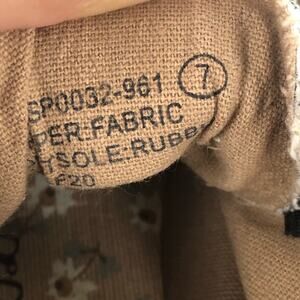 SP0032-961 7
PER-FABRIC
SOLE-RUBB
F20